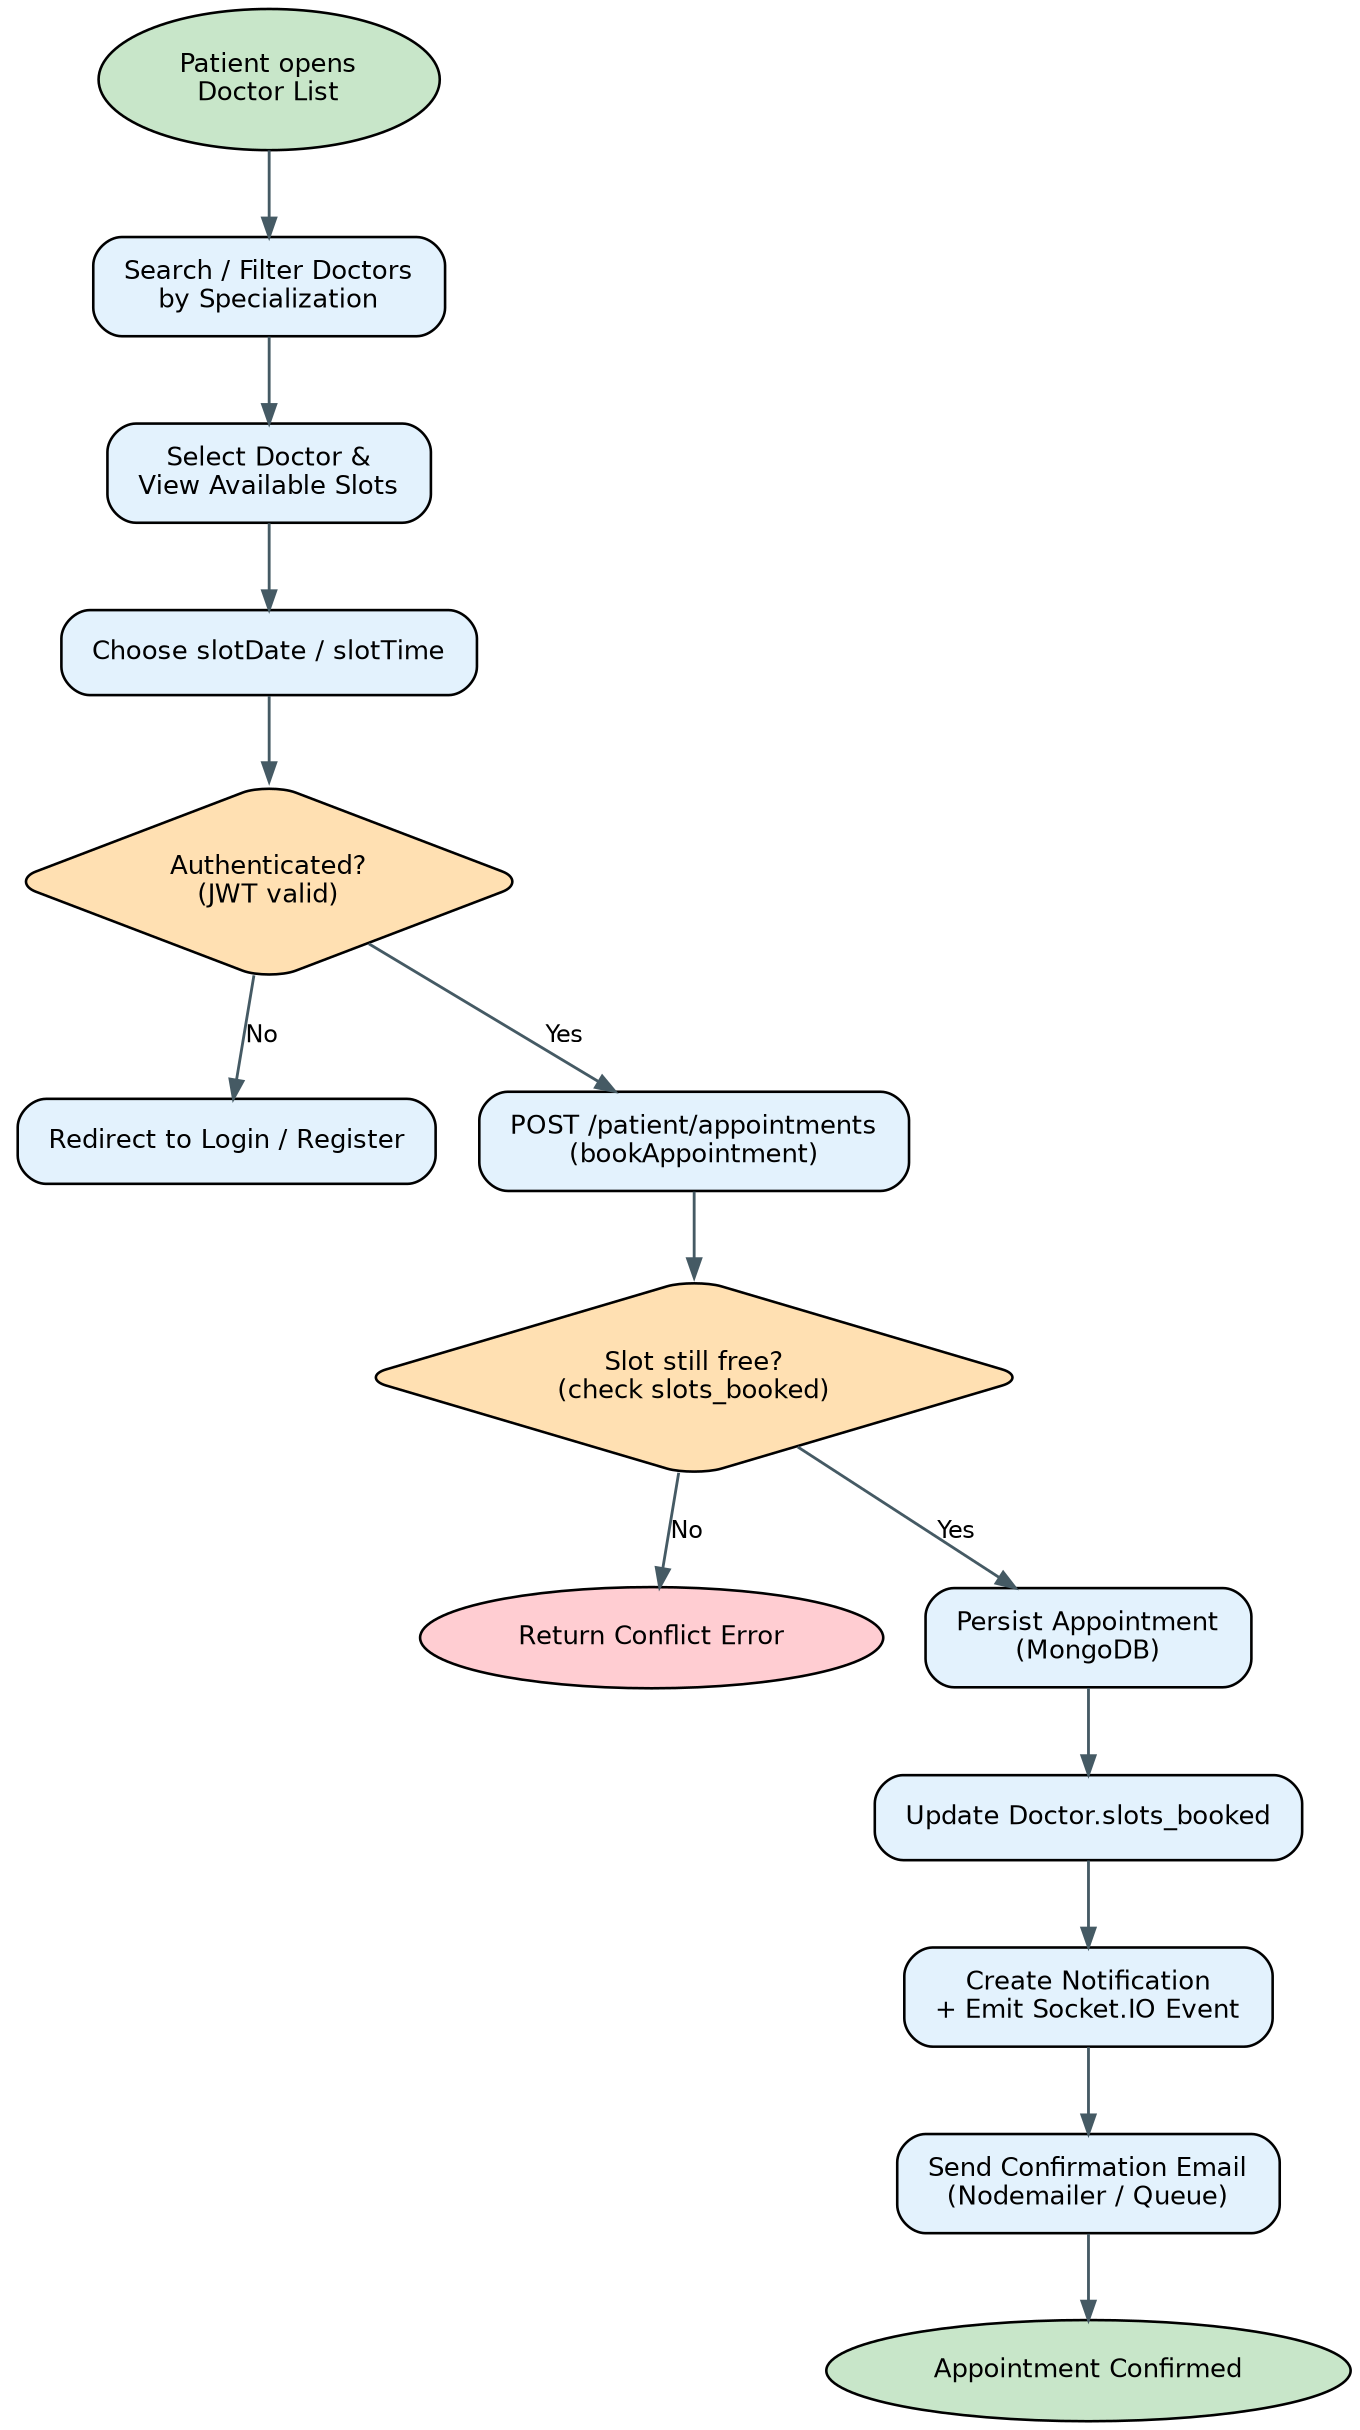 Patient opens
Doctor List
Search / Filter Doctors
by Specialization
Select Doctor &
View Available Slots
Choose slotDate / slotTime
Authenticated?
(JWT valid)
No
Yes
Redirect to Login / Register
POST /patient/appointments
(bookAppointment)
Slot still free?
(check slots_booked)
No
Yes
Return Conflict Error
Persist Appointment
(MongoDB)
Update Doctor.slots_booked
Create Notification
+ Emit Socket.IO Event
Send Confirmation Email
(Nodemailer / Queue)
Appointment Confirmed